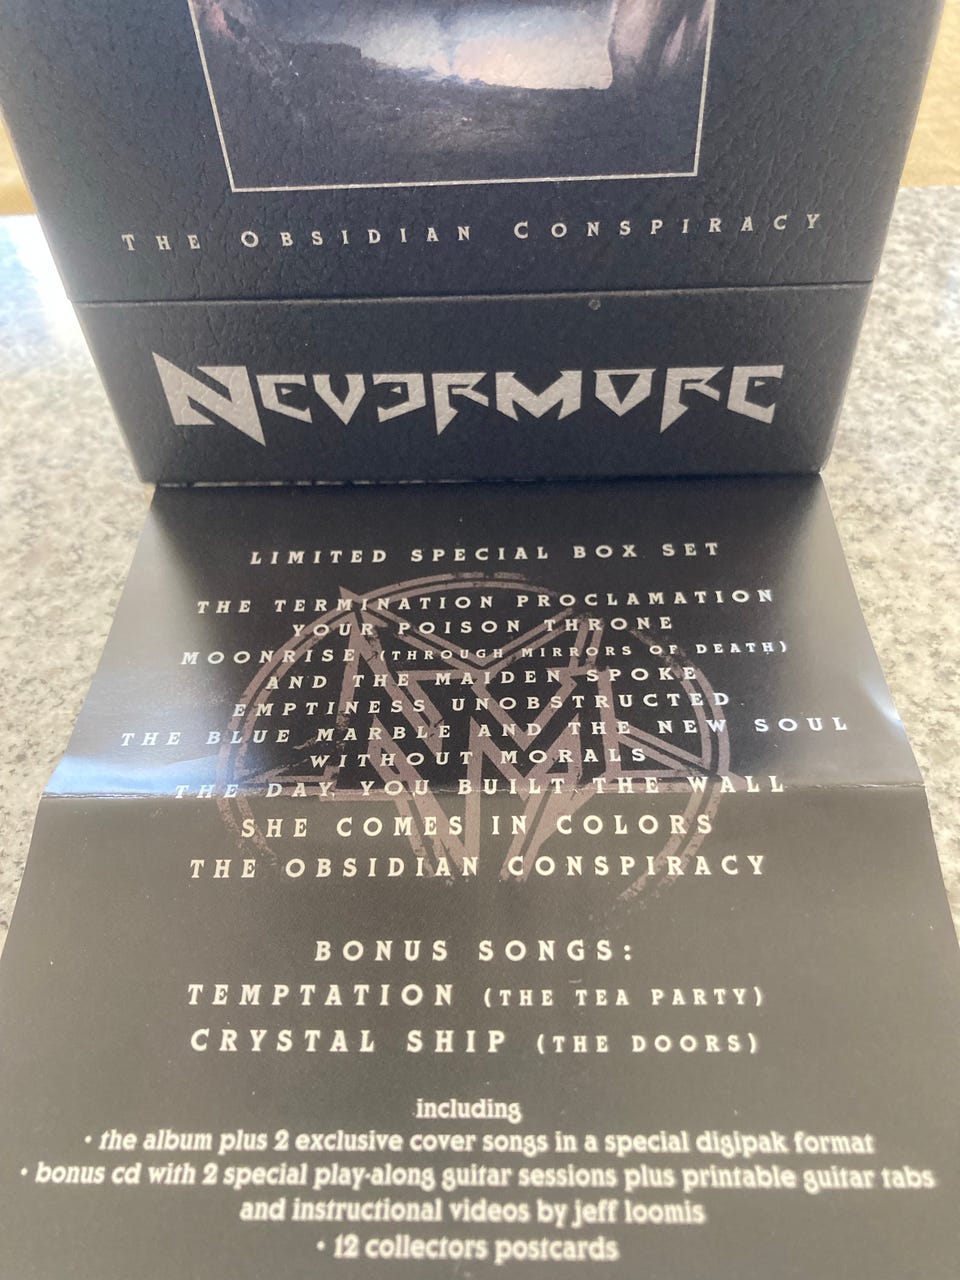 THE OBSIDIAN CONSPIRACY
NEVERMORE
LIMITED SPECIAL BOX SET
THE TERMINATION PROCLAMATION
YOUR POISON THRONE
MOONRISE (THROUGH MIRRORS OF DEATH)
AND THE MAIDEN SPOKE
EMPTINESS UNOBSTRUCTED
THE BLUE MARBLE AND THE NEW SOUL
WITHOUT MORALS
THE DAY YOU BUILT THE WALL
SHE COMES IN COLORS
THE OBSIDIAN CONSPIRACY
BONUS SONGS:
TEMPTATION (THE TEA PARTY)
CRYSTAL SHIP (THE DOORS)
including
• the album plus 2 exclusive cover songs in a special digipak format
• bonus cd with 2 special play-along guitar sessions plus printable guitar tabs
and instructional videos by jeff loomis
• 12 collectors postcards